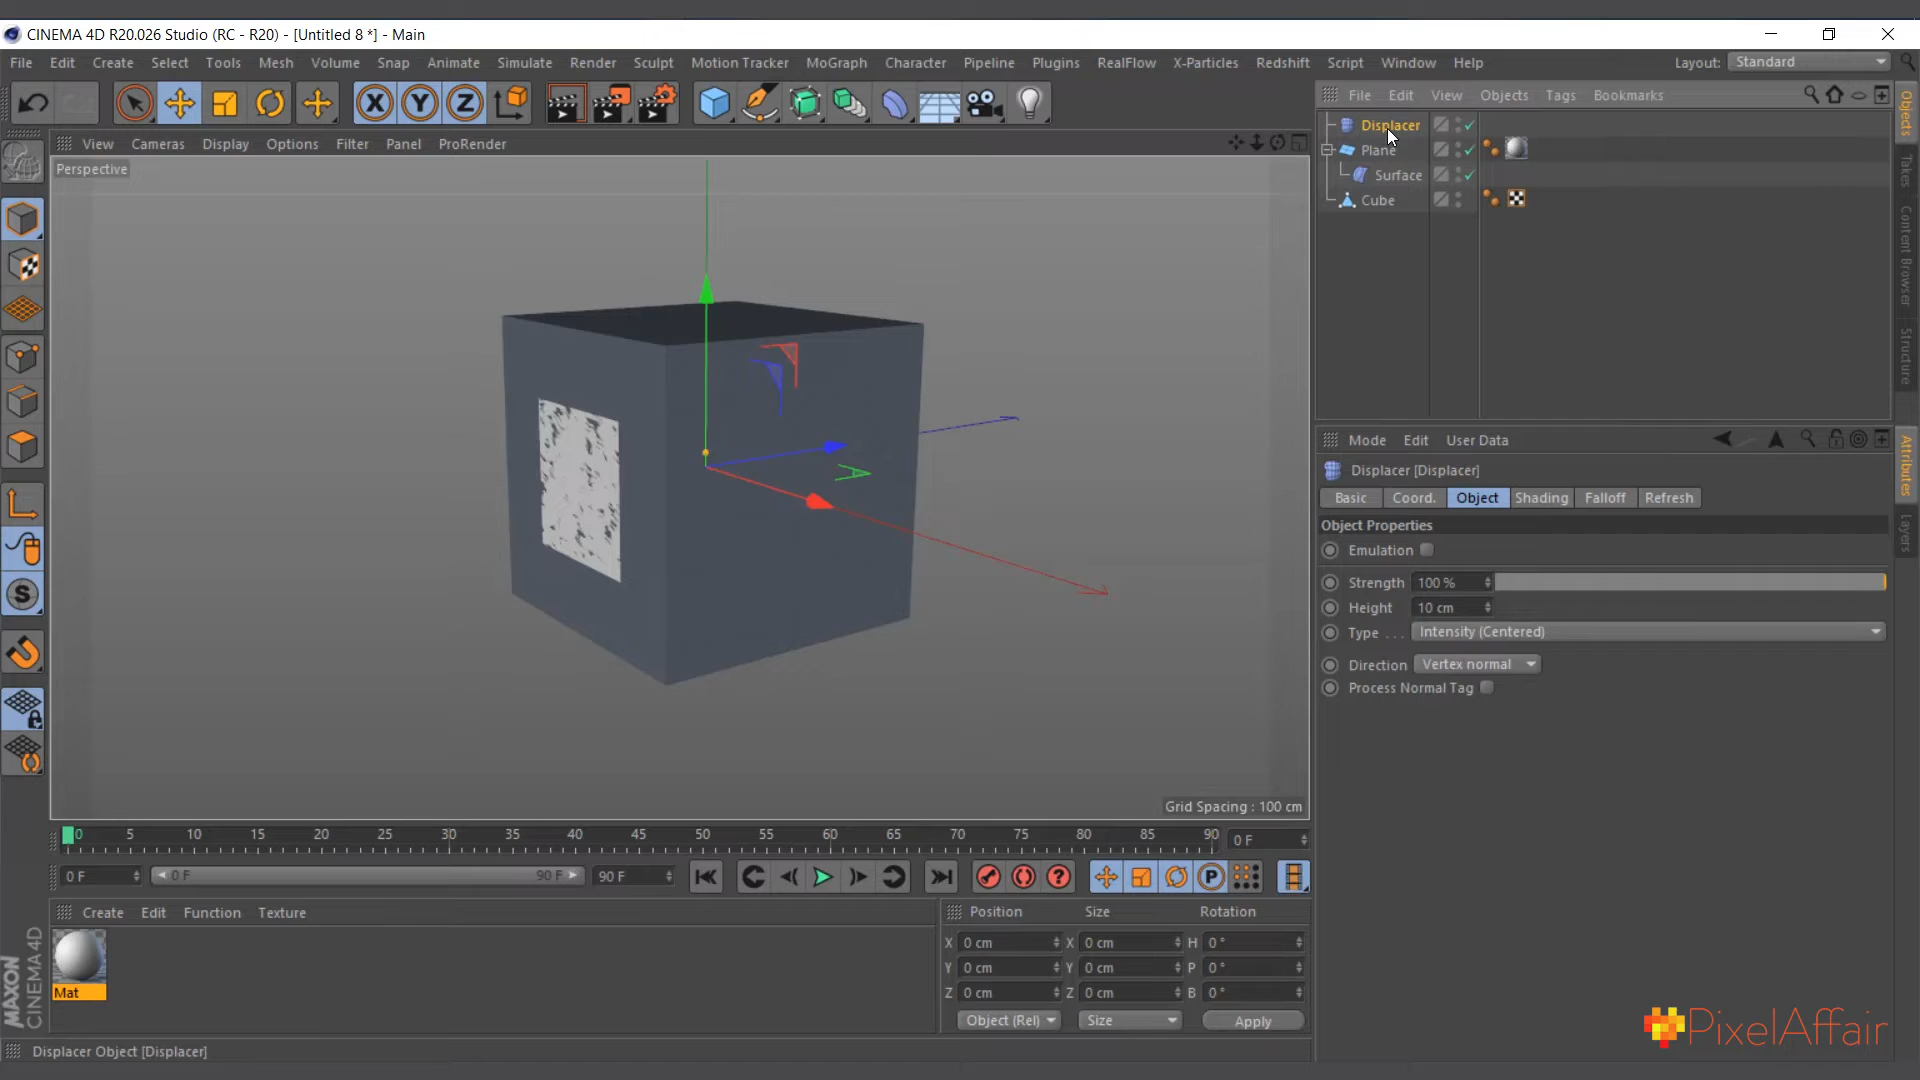 CINEMA 4D R20.026 Studio (RC - R20) - [Untitled 8 *] - Main
File Edit Create Select Tools Mesh Volume Snap Animate Simulate Render Sculpt Motion Tracker MoGraph Character Pipeline Plugins RealFlow X-Particles Redshift Script Window Help Layout: Standard
X Y Z
File Edit View Objects Tags Bookmarks
Objects
Takes
Content Browser
Structure
Displacer
Plane
Surface
Cube
View Cameras Display Options Filter Panel ProRender
Perspective
Grid Spacing : 100 cm
S
Mode Edit User Data
Attributes
Layers
Displacer [Displacer]
Basic Coord. Object Shading Falloff Refresh
Object Properties
Emulation
Strength 100 %
Height 10 cm
Type . . . Intensity (Centered)
Direction Vertex normal
Process Normal Tag
0 5 10 15 20 25 30 35 40 45 50 55 60 65 70 75 80 85 90 0 F
0 F 0 F 90 F 90 F ? P
Create Edit Function Texture
Mat
MAXON
CINEMA 4D
Position Size Rotation
X 0 cm X 0 cm H 0 °
Y 0 cm Y 0 cm P 0 °
Z 0 cm Z 0 cm B 0 °
Object (Rel) Size Apply
Displacer Object [Displacer]
PixelAffair